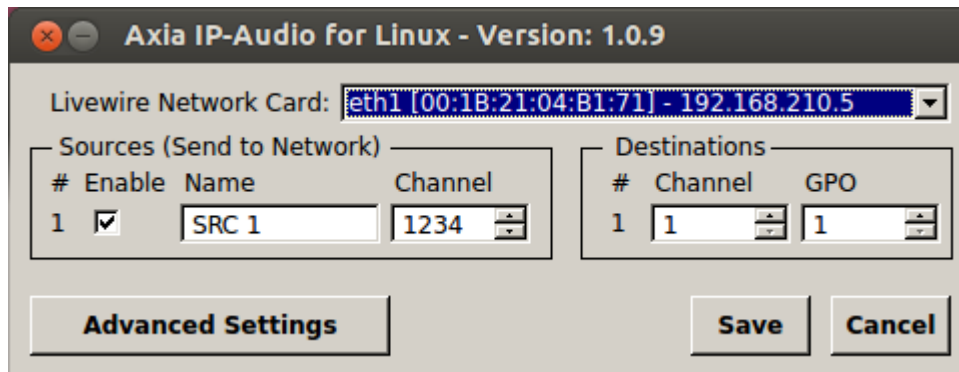 Axia IP-Audio for Linux - Version: 1.0.9
Livewire Network Card: eth1 [00:1B:21:04:B1:71] - 192.168.210.5
Sources (Send to Network) Destinations
# Enable Name Channel # Channel GPO
1 SRC 1 1234 1 1 1
Advanced Settings Save Cancel